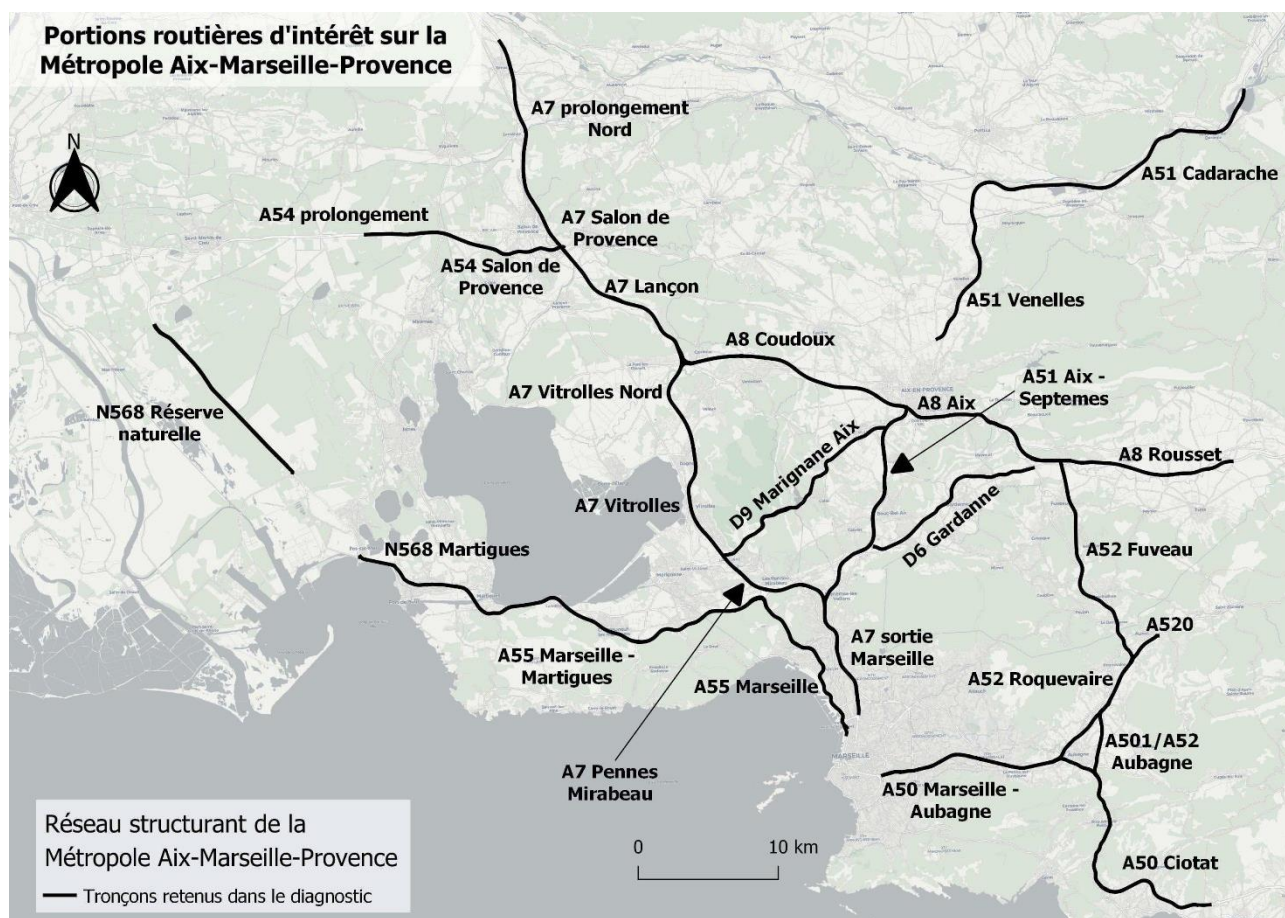 Portions routières d'intérêt sur la
Métropole Aix-Marseille-Provence
N
A7 prolongement
Nord
A51 Cadarache
A54 prolongement
A7 Salon de
Provence
A54 Salon de
Provence
A7 Lançon
A51 Venelles
A8 Coudoux
A51 Aix -
Septemes
A7 Vitrolles Nord
AIX EN PROVENCE
A8 Aix
N568 Réserve
naturelle
A8 Rousset
D9 Marignane Aix
A7 Vitrolles
D6 Gardanne
N568 Martigues
A52 Fuveau
A520
A7 sortie
Marseille
A55 Marseille -
Martigues
A55 Marseille
A52 Roquevaire
A501/A52
Aubagne
MARSEILLE
A7 Pennes
Mirabeau
A50 Marseille -
Aubagne
0 10 km
A50 Ciotat
Réseau structurant de la
Métropole Aix-Marseille-Provence
Tronçons retenus dans le diagnostic